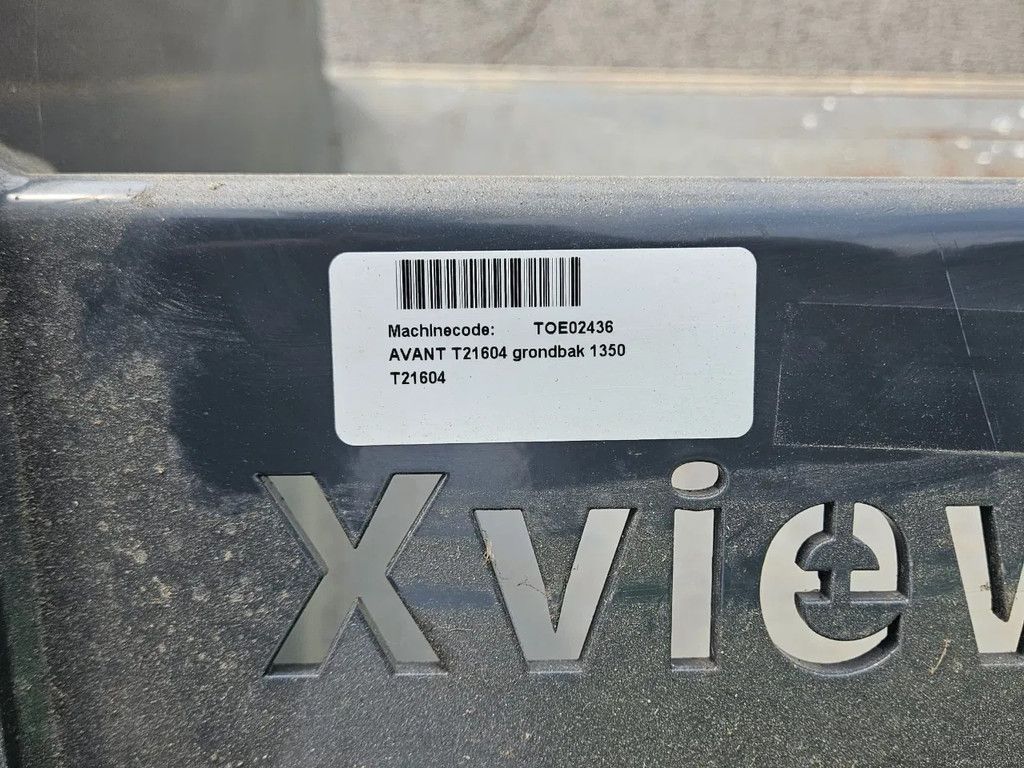 Machinecode: TOE02436
AVANT T21604 grondbak 1350
T21604
Xview